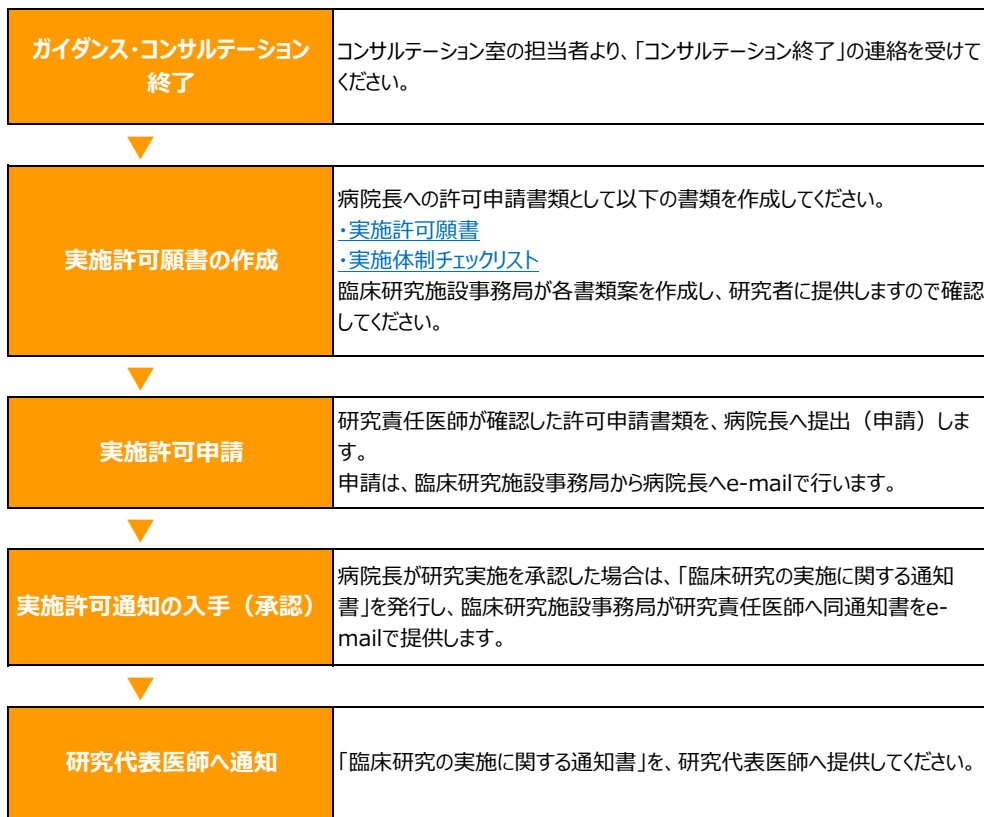 ガイダンス・コンサルテーション
終了
コンサルテーション室の担当者より、「コンサルテーション終了」の連絡を受けて
ください。
▼
実施許可願書の作成
病院長への許可申請書類として以下の書類を作成してください。
・実施許可願書
・実施体制チェックリスト
臨床研究施設事務局が各書類案を作成し、研究者に提供しますので確認
してください。
▼
実施許可申請
研究責任医師が確認した許可申請書類を、病院長へ提出（申請）しま
す。
申請は、臨床研究施設事務局から病院長へe-mailで行います。
▼
実施許可通知の入手（承認）
病院長が研究実施を承認した場合は、「臨床研究の実施に関する通知
書」を発行し、臨床研究施設事務局が研究責任医師へ同通知書をe-
mailで提供します。
▼
研究代表医師へ通知
「臨床研究の実施に関する通知書」を、研究代表医師へ提供してください。